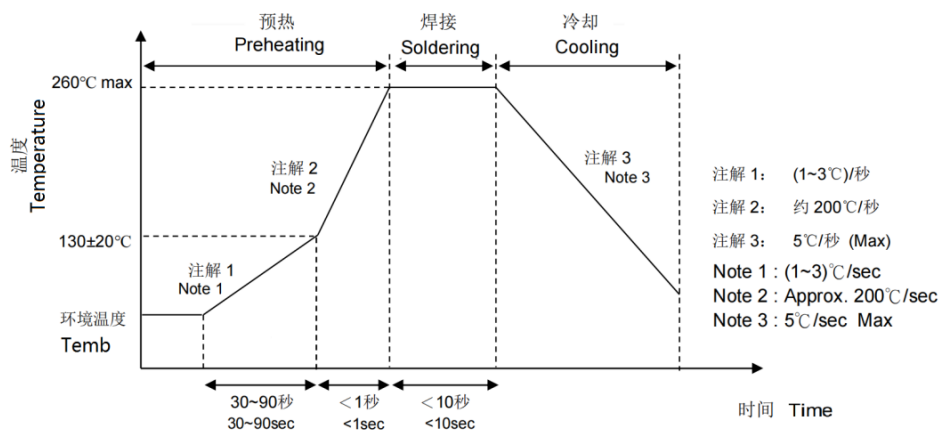 预热
Preheating
焊接
Soldering
冷却
Cooling
260℃ max
温度
Temperature
注解 2
Note 2
注解 3
Note 3
130±20℃
注解 1
Note 1
环境温度
Temb
注解 1： (1~3℃)/秒
注解 2： 约 200℃/秒
注解 3： 5℃/秒 (Max)
Note 1 : (1~3)℃/sec
Note 2 : Approx. 200℃/sec
Note 3 : 5℃/sec Max
30~90秒
30~90sec
＜1秒
<1sec
＜10秒
<10sec
时间 Time